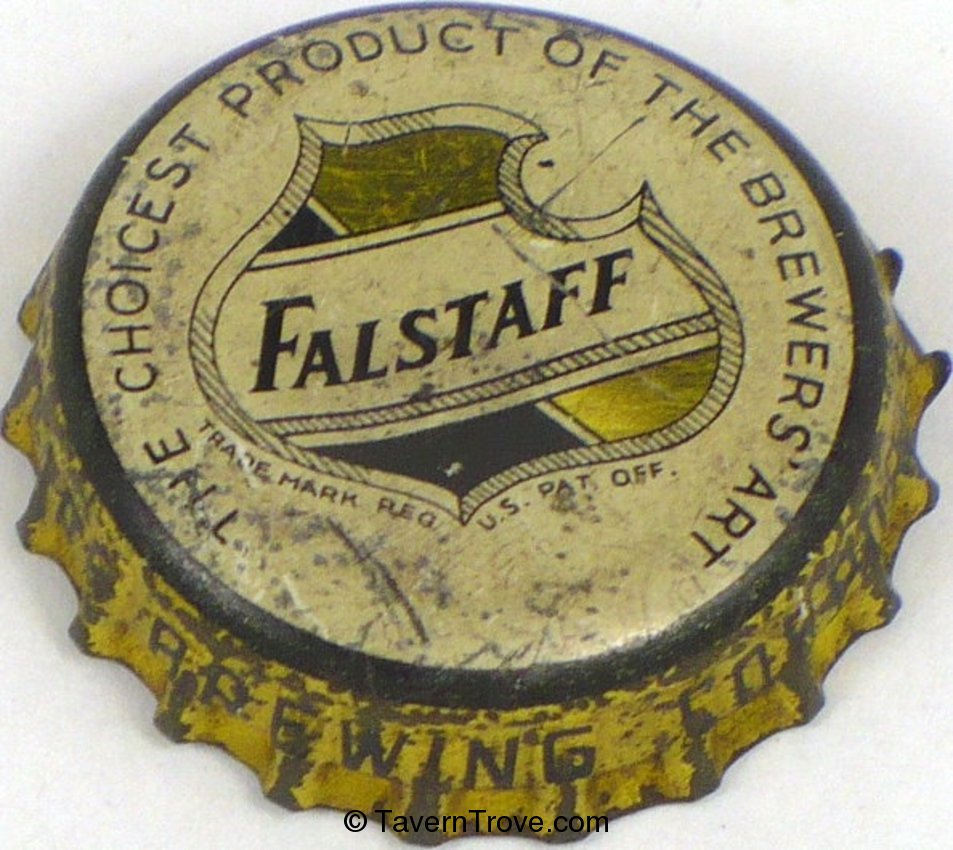 THE CHOICEST PRODUCT OF THE BREWERS' ART
FALSTAFF
TRADE MARK REG. U.S. PAT. OFF.
BREWING
© TavernTrove.com